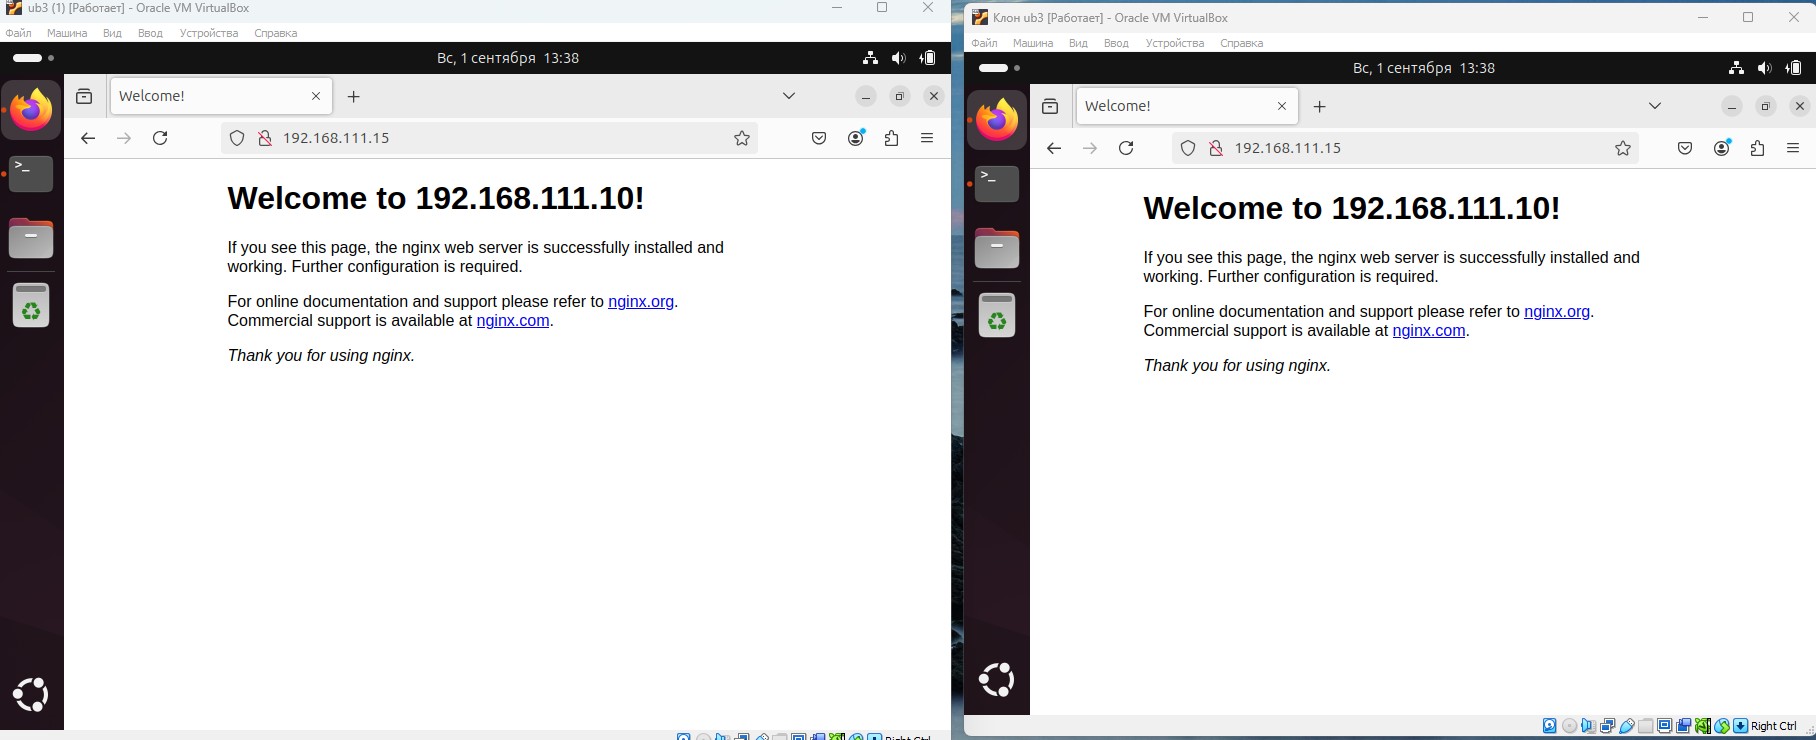 ub3 (1) [Работает] - Oracle VM VirtualBox
Файл Машина Вид Ввод Устройства Справка
Вс, 1 сентября 13:38
Welcome!
192.168.111.15
Welcome to 192.168.111.10!
If you see this page, the nginx web server is successfully installed and
working. Further configuration is required.
For online documentation and support please refer to nginx.org.
Commercial support is available at nginx.com.
Thank you for using nginx.
Right Ctrl
Клон ub3 [Работает] - Oracle VM VirtualBox
Файл Машина Вид Ввод Устройства Справка
Вс, 1 сентября 13:38
Welcome!
192.168.111.15
Welcome to 192.168.111.10!
If you see this page, the nginx web server is successfully installed and
working. Further configuration is required.
For online documentation and support please refer to nginx.org.
Commercial support is available at nginx.com.
Thank you for using nginx.
Right Ctrl